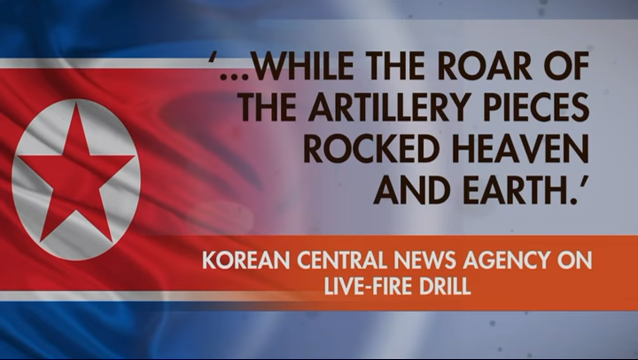 ‘...WHILE THE ROAR OF
THE ARTILLERY PIECES
ROCKED HEAVEN
AND EARTH.’
KOREAN CENTRAL NEWS AGENCY ON
LIVE-FIRE DRILL